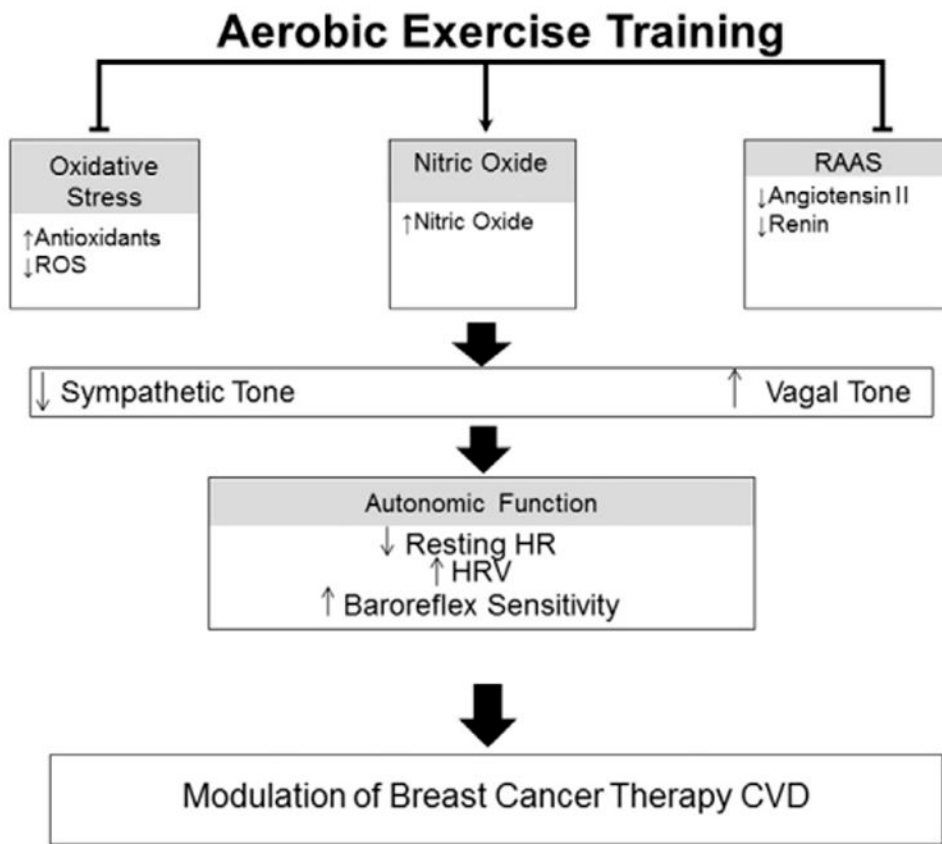 Aerobic Exercise Training
Oxidative
Stress
↑Antioxidants
↓ROS
Nitric Oxide
↑Nitric Oxide
RAAS
↓Angiotensin II
↓Renin
↓ Sympathetic Tone
↑ Vagal Tone
Autonomic Function
↓ Resting HR
↑ HRV
↑ Baroreflex Sensitivity
Modulation of Breast Cancer Therapy CVD